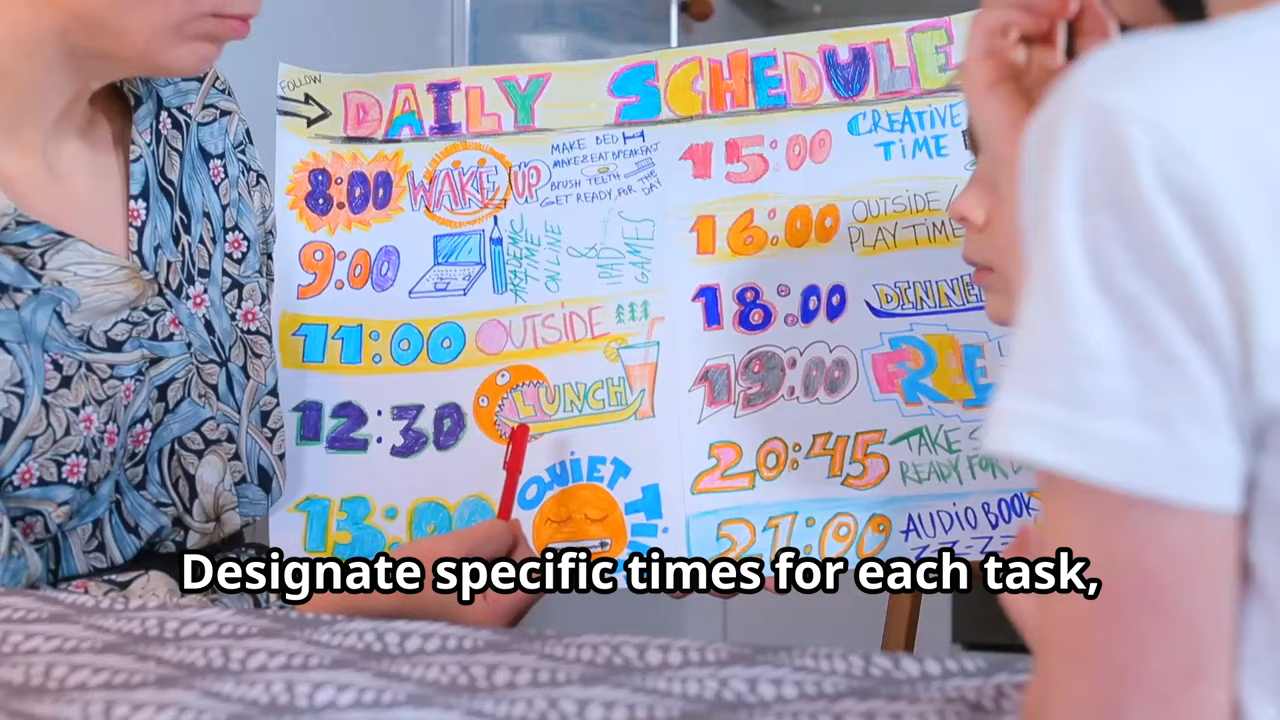 FOLLOW
DAILY SCHEDULE
8:00 WAKE UP
MAKE BED
MAKE & EAT BREAKFAST
BRUSH TEETH
GET READY FOR THE DAY
9:00
AKADEMIC
TIME
ONLINE
&
iPAD
GAMES
11:00 OUTSIDE
12:30 LUNCH
13:00 QUIET
15:00 CREATIVE
TiME
16:00 OUTSIDE/
PLAY TIME
18:00
19:00
20:45 TAKE
READY FOR
21:00 AUDIO BOOK
Z-Z-Z-Z
Designate specific times for each task,